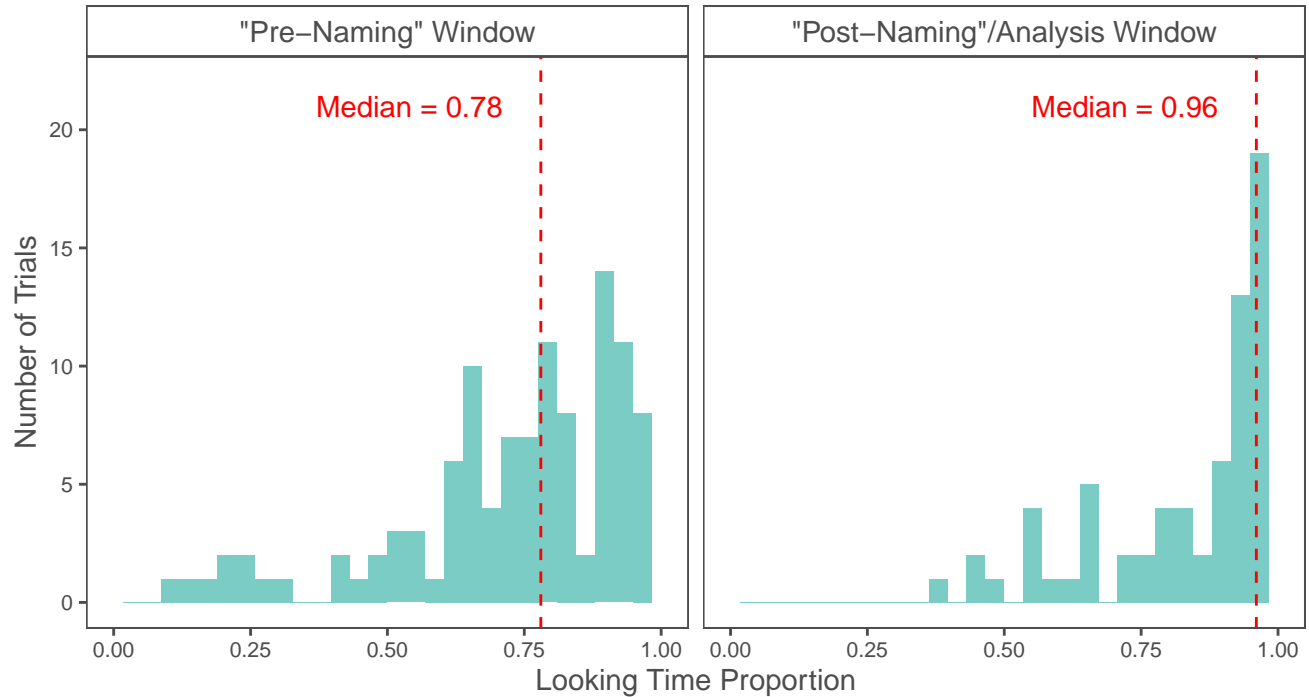 "Pre−Naming" Window
"Post−Naming"/Analysis Window
Median = 0.78
Median = 0.96
20
15
10
5
0
Number of Trials
0.00 0.25 0.50 0.75 1.00
0.00 0.25 0.50 0.75 1.00
Looking Time Proportion